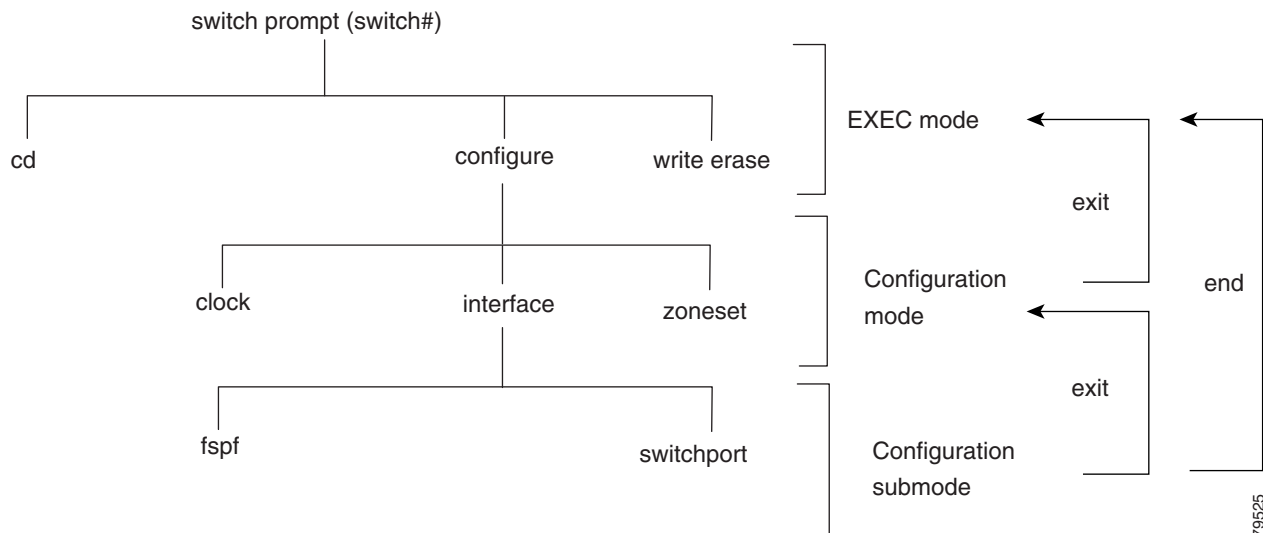 switch prompt (switch#)
EXEC mode
cd
configure
write erase
exit
clock
interface
zoneset
Configuration
mode
end
exit
fspf
switchport
Configuration
submode
79525